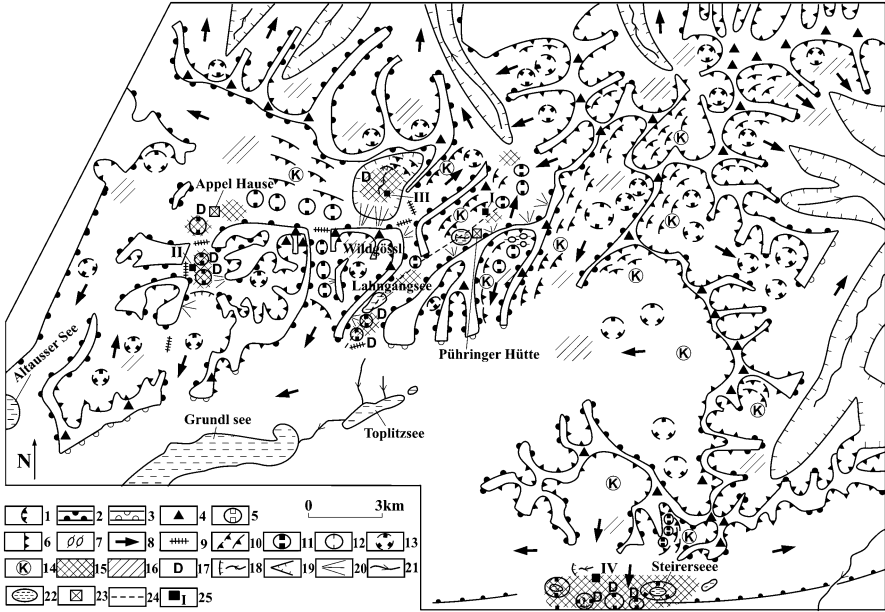 Appel Hause
D
K
D
K
III
D
K
II
D
D
Wildgössl
K
K
K
Lahngangsee
D
K
K
D
Pühringer Hütte
K
K
Altausser See
Grundl see
Toplitzsee
N
0 3km
K
K
Steirerseee
IV
D
D
D
D
1 2 3 4 5
6 7 8 9 10 11 12 13
K 14 15 16 D 17 18 19 20 21
22 23 24 I 25